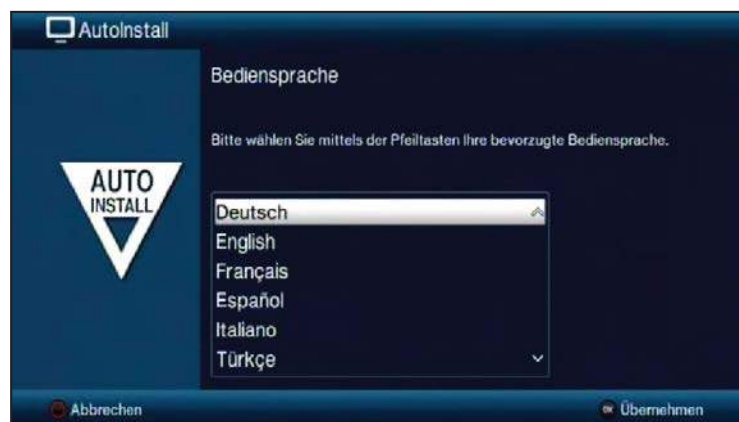 AutoInstall
Bediensprache
Bitte wählen Sie mittels der Pfeiltasten Ihre bevorzugte Bediensprache.
AUTO
INSTALL
Deutsch
English
Français
Español
Italiano
Türkçe
Abbrechen
OK Übernehmen